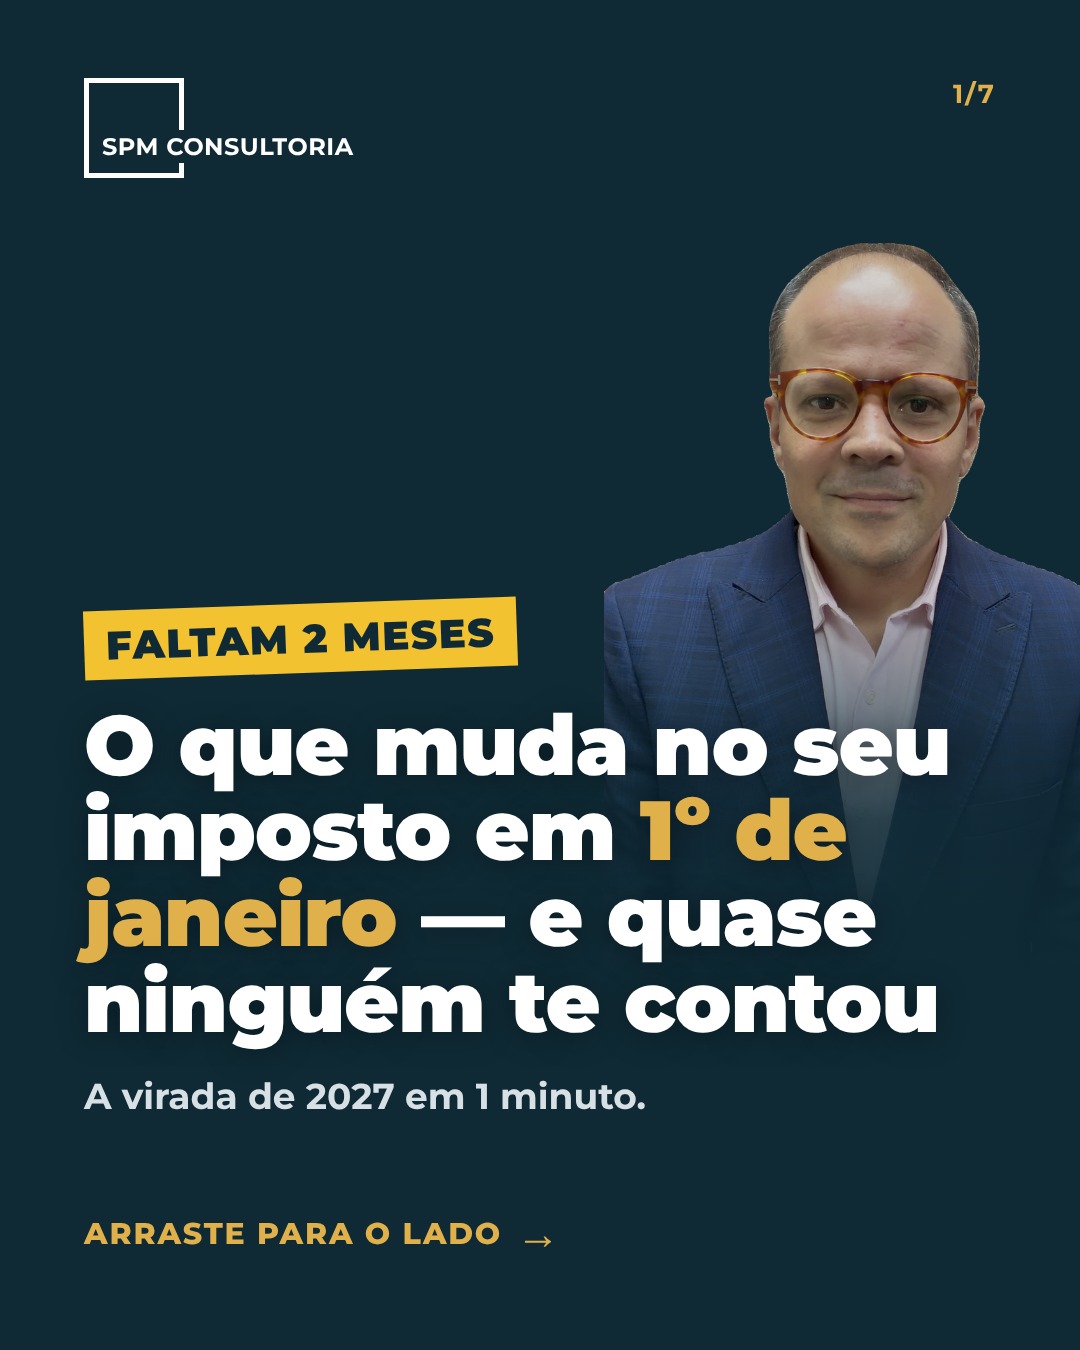 SPM CONSULTORIA
1/7
FALTAM 2 MESES
O que muda no seu
imposto em 1º de
janeiro — e quase
ninguém te contou
A virada de 2027 em 1 minuto.
ARRASTE PARA O LADO →